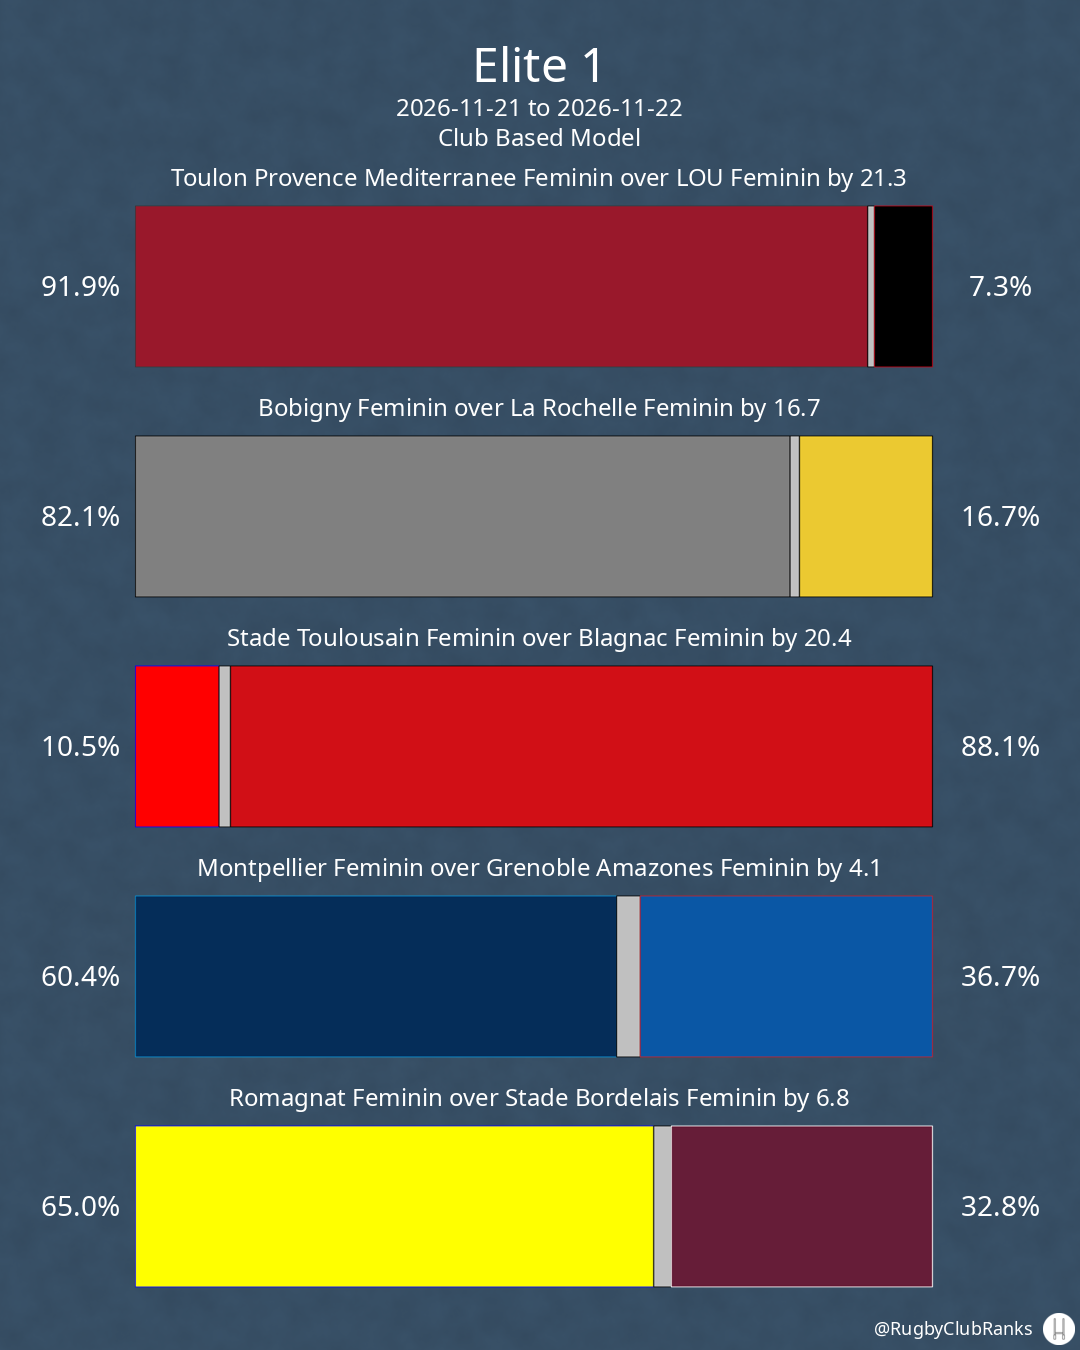 Elite 1
2026-11-21 to 2026-11-22
Club Based Model
Toulon Provence Mediterranee Feminin over LOU Feminin by 21.3
91.9%
7.3%
Bobigny Feminin over La Rochelle Feminin by 16.7
82.1%
16.7%
Stade Toulousain Feminin over Blagnac Feminin by 20.4
10.5%
88.1%
Montpellier Feminin over Grenoble Amazones Feminin by 4.1
60.4%
36.7%
Romagnat Feminin over Stade Bordelais Feminin by 6.8
65.0%
32.8%
@RugbyClubRanks